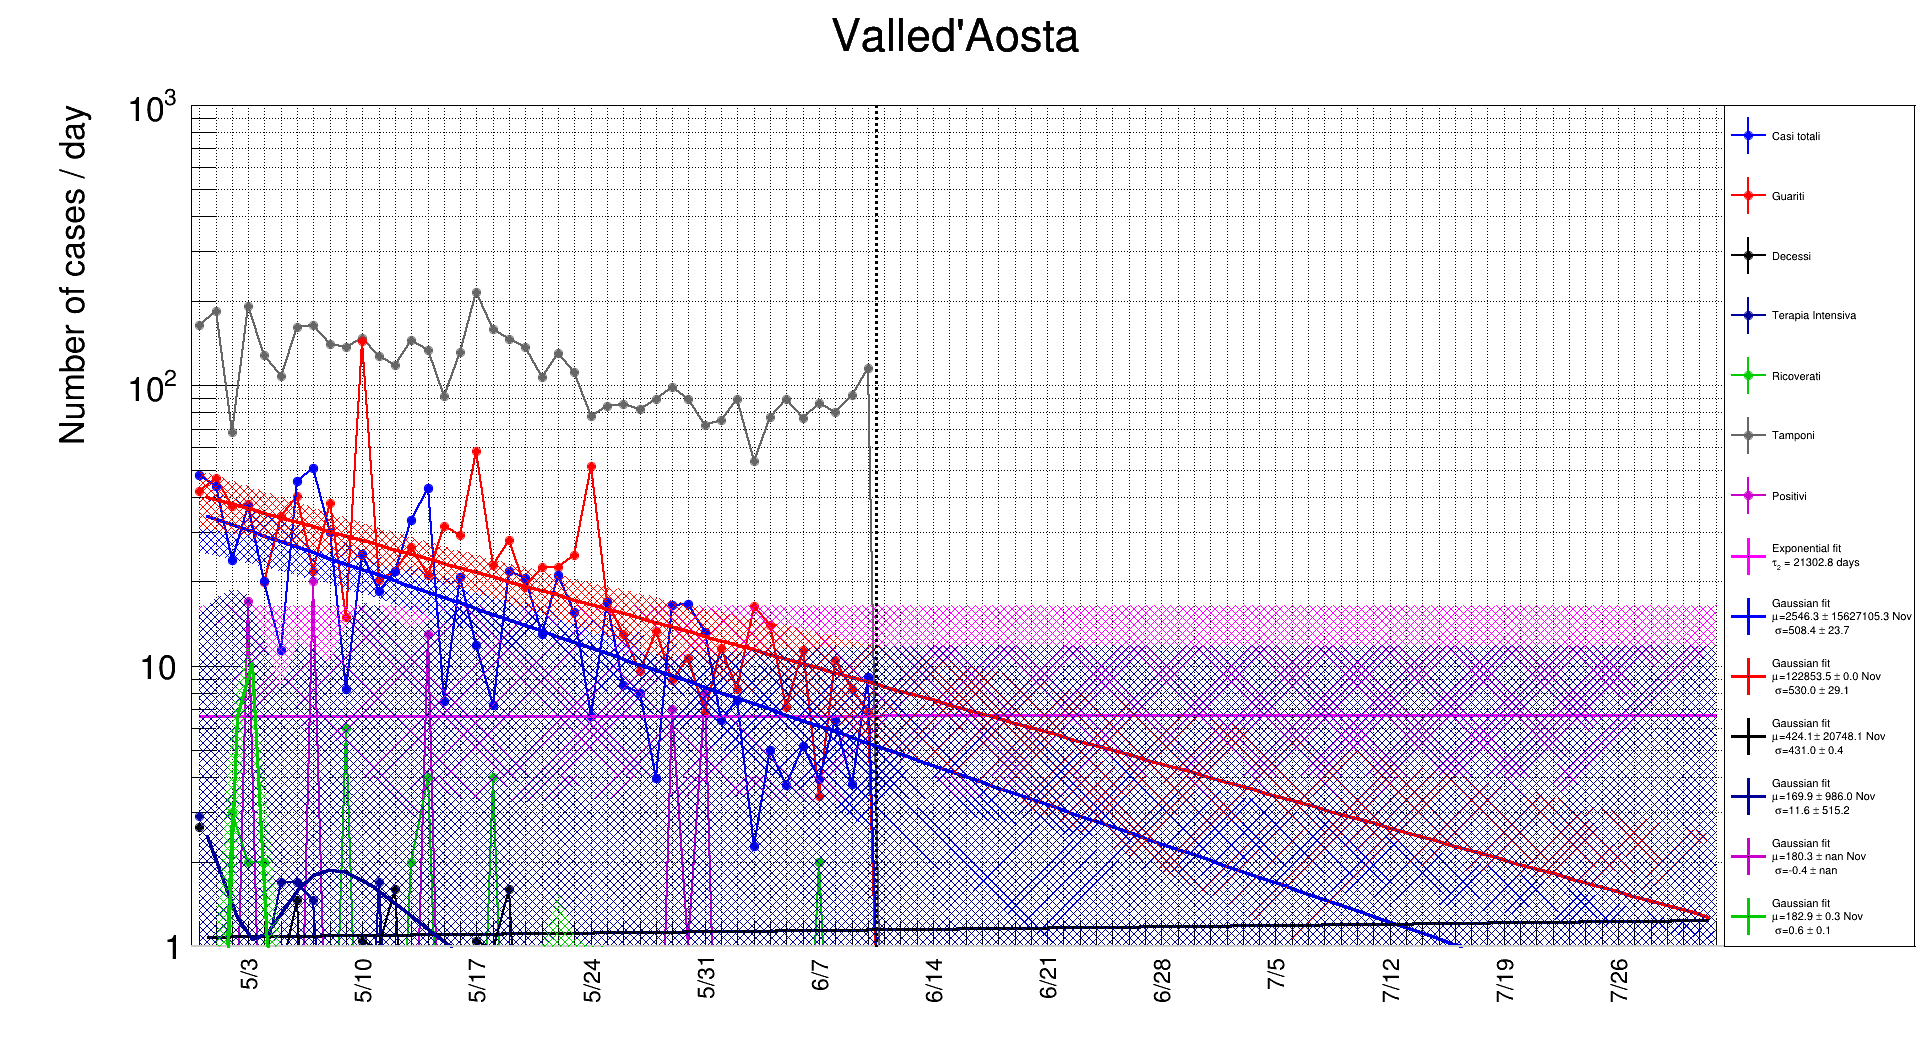 Valled'Aosta
Number of cases / day
10³
10²
10
1
5/3
5/10
5/17
5/24
5/31
6/7
6/14
6/21
6/28
7/5
7/12
7/19
7/26
Casi totali
Guariti
Decessi
Terapia Intensiva
Ricoverati
Tamponi
Positivi
Exponential fit
τ₂ = 21302.8 days
Gaussian fit
μ=2546.3 ± 15627105.3 Nov
σ=508.4 ± 23.7
Gaussian fit
μ=122853.5 ± 0.0 Nov
σ=530.0 ± 29.1
Gaussian fit
μ=424.1 ± 20748.1 Nov
σ=431.0 ± 0.4
Gaussian fit
μ=169.9 ± 986.0 Nov
σ=11.6 ± 515.2
Gaussian fit
μ=180.3 ± nan Nov
σ=-0.4 ± nan
Gaussian fit
μ=182.9 ± 0.3 Nov
σ=0.6 ± 0.1